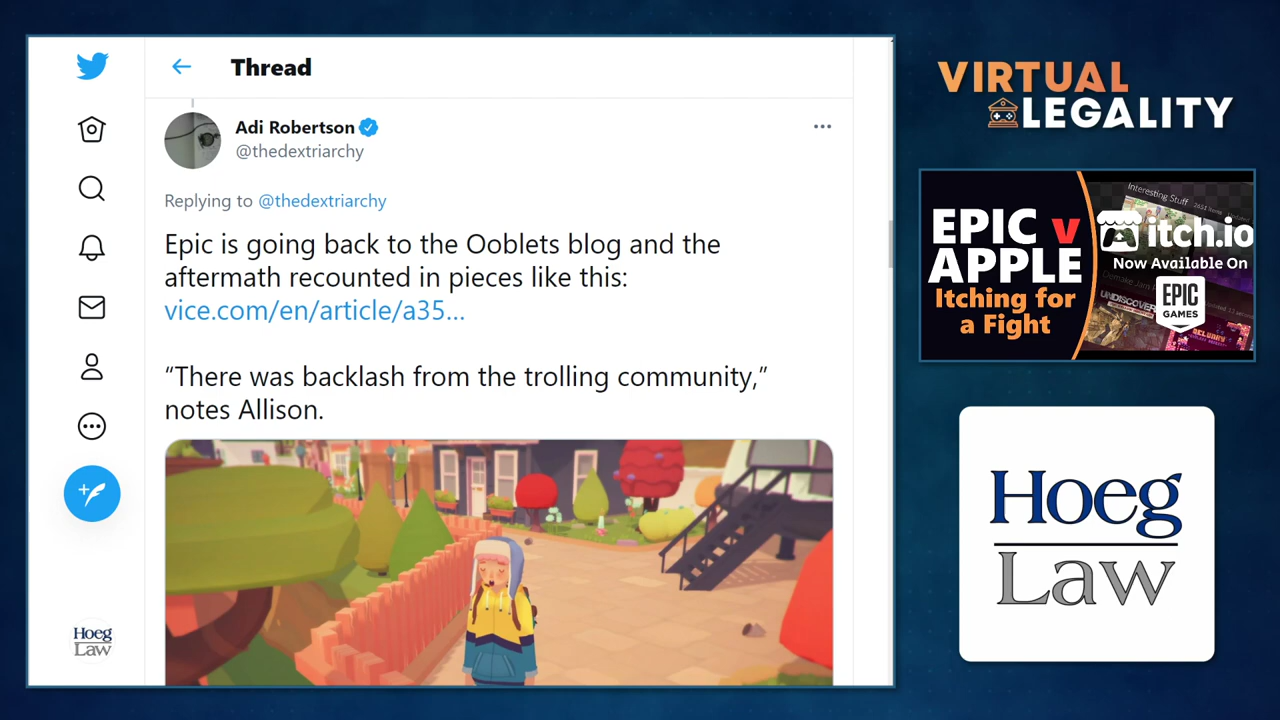 Thread
Adi Robertson
@thedextriarchy
Replying to @thedextriarchy
Epic is going back to the Ooblets blog and the
aftermath recounted in pieces like this:
vice.com/en/article/a35...
“There was backlash from the trolling community,”
notes Allison.
Hoeg
Law
VIRTUAL
LEGALITY
EPIC v
APPLE
Itching for
a Fight
Interesting Stuff
itch.io
Now Available On
EPIC
GAMES
Hoeg
Law